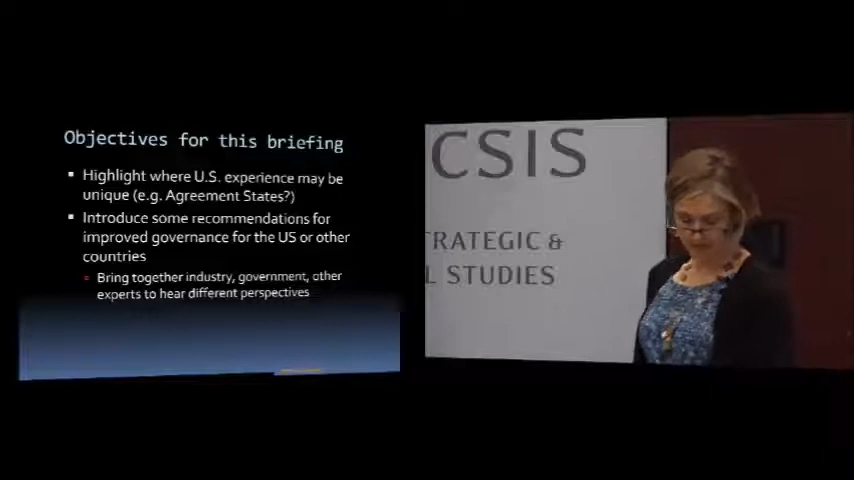 Objectives for this briefing
▪ Highlight where U.S. experience may be
unique (e.g. Agreement States?)
▪ Introduce some recommendations for
improved governance for the US or other
countries
▪ Bring together industry, government, other
experts to hear different perspectives
CSIS
TRATEGIC &
L STUDIES